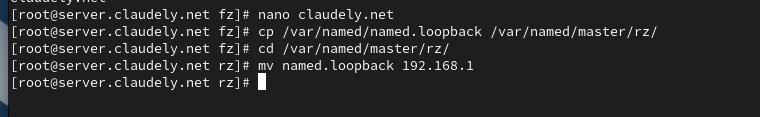 [root@server.claudely.net fz]# nano claudely.net
[root@server.claudely.net fz]# cp /var/named/named.loopback /var/named/master/rz/
[root@server.claudely.net fz]# cd /var/named/master/rz/
[root@server.claudely.net rz]# mv named.loopback 192.168.1
[root@server.claudely.net rz]#